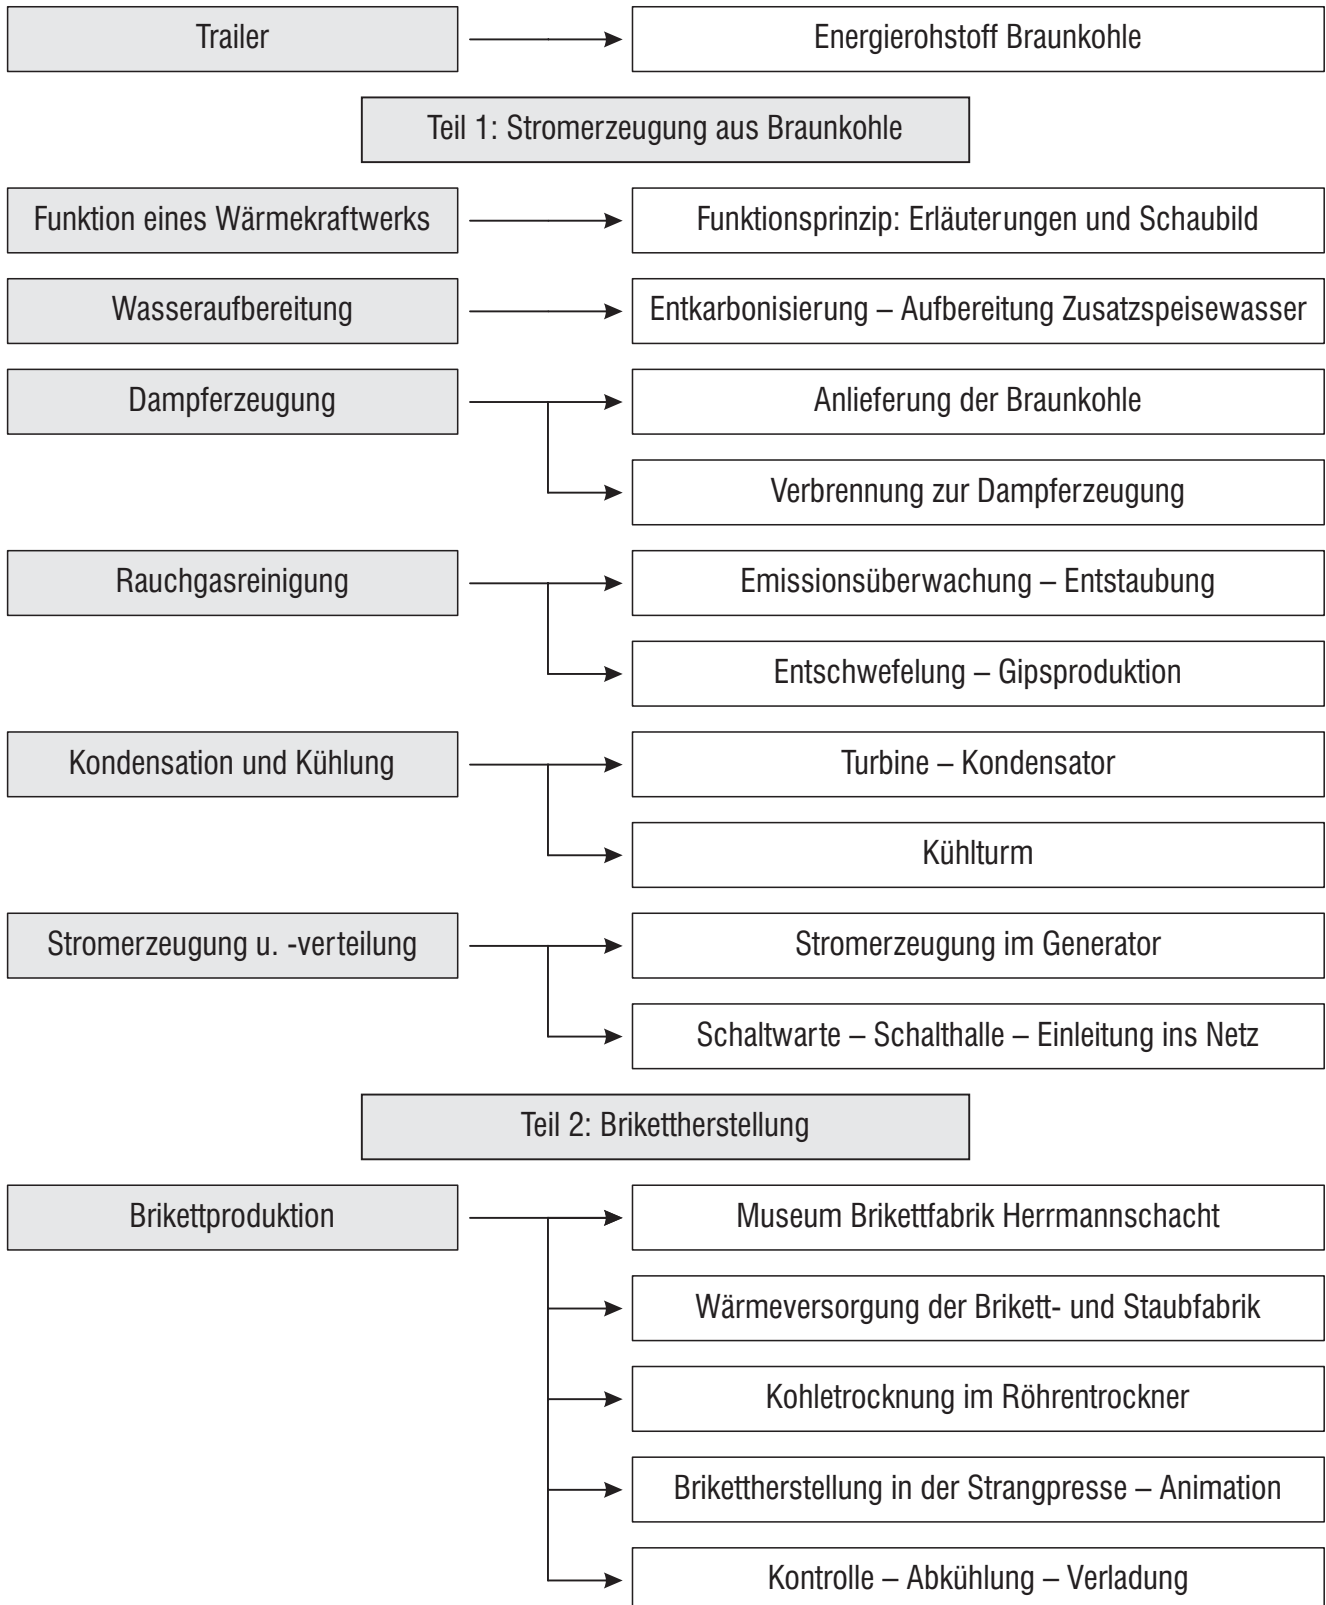 Trailer
Energierohstoff Braunkohle
Teil 1: Stromerzeugung aus Braunkohle
Funktion eines Wärmekraftwerks
Funktionsprinzip: Erläuterungen und Schaubild
Wasseraufbereitung
Entkarbonisierung – Aufbereitung Zusatzspeisewasser
Dampferzeugung
Anlieferung der Braunkohle
Verbrennung zur Dampferzeugung
Rauchgasreinigung
Emissionsüberwachung – Entstaubung
Entschwefelung – Gipsproduktion
Kondensation und Kühlung
Turbine – Kondensator
Kühlturm
Stromerzeugung u. -verteilung
Stromerzeugung im Generator
Schaltwarte – Schalthalle – Einleitung ins Netz
Teil 2: Brikettherstellung
Brikettproduktion
Museum Brikettfabrik Herrmannschacht
Wärmeversorgung der Brikett- und Staubfabrik
Kohletrocknung im Röhrentrockner
Brikettherstellung in der Strangpresse – Animation
Kontrolle – Abkühlung – Verladung